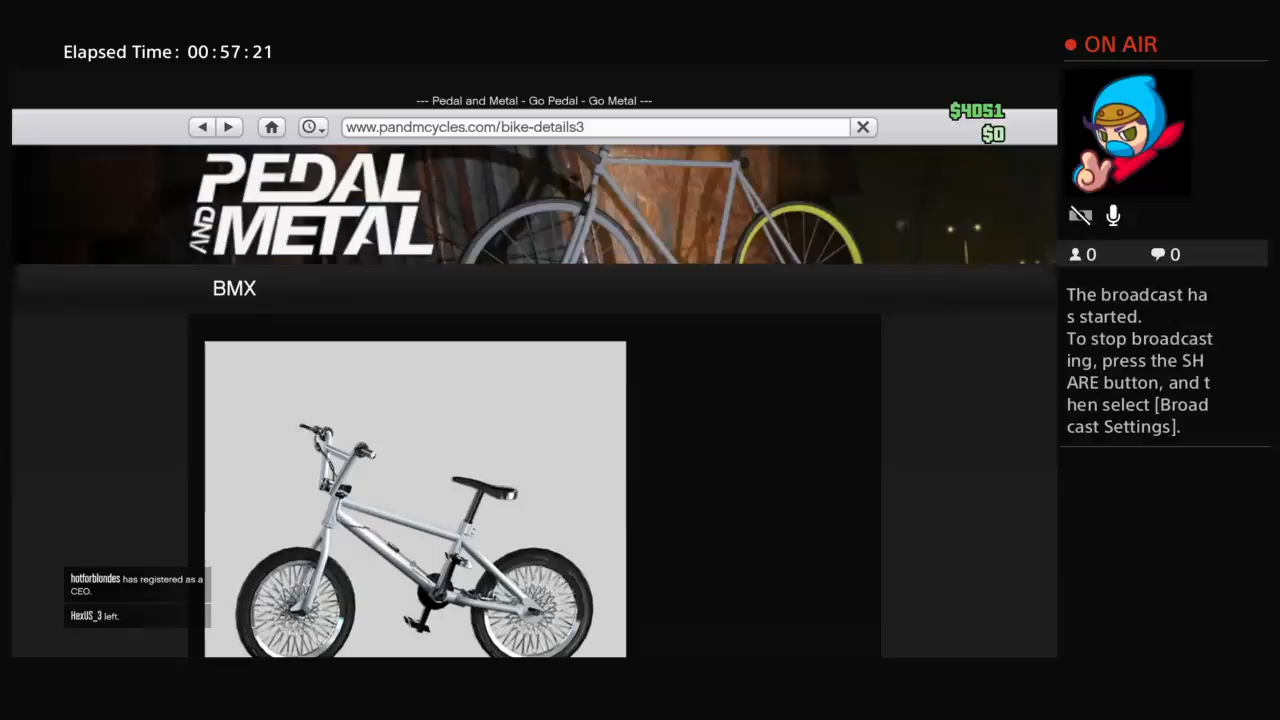 Elapsed Time: 00:57:21
ON AIR
--- Pedal and Metal - Go Pedal - Go Metal ---
$4051
www.pandmcycles.com/bike-details3
$0
PEDAL
AND METAL
0 0
BMX
The broadcast ha
s started.
To stop broadcast
ing, press the SH
ARE button, and t
hen select [Broad
cast Settings].
hotforblondes has registered as a
CEO.
HexUS_3 left.